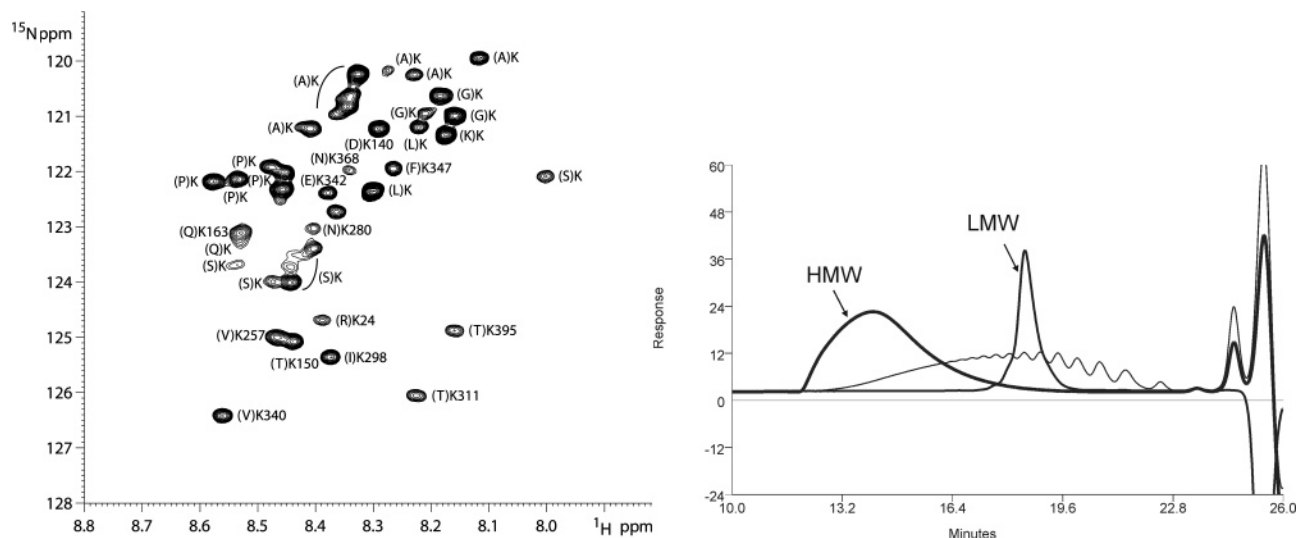 15N ppm
120
121
122
123
124
125
126
127
128
8.8
8.7
8.6
8.5
8.4
8.3
8.2
8.1
8.0
1H ppm
(A)K
(A)K
(A)K
(A)K
(G)K
(G)K
(G)K
(A)K
(D)K140
(L)K
(K)K
(P)K
(N)K368
(F)K347
(P)K
(P)K
(E)K342
(L)K
(S)K
(P)K
(Q)K163
(N)K280
(Q)K
(S)K
(S)K
(S)K
(R)K24
(V)K257
(T)K395
(T)K150
(I)K298
(T)K311
(V)K340
60
48
36
24
12
0
-12
-24
Response
HMW
LMW
10.0
13.2
16.4
19.6
22.8
26.0
Minutes